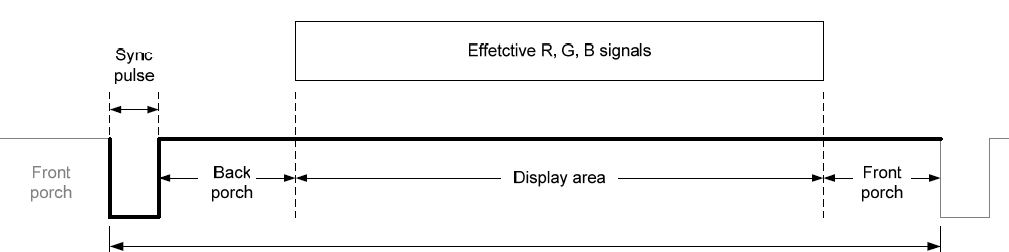 Effetctive R, G, B signals
Sync
pulse
Front
porch
Back
porch
Display area
Front
porch